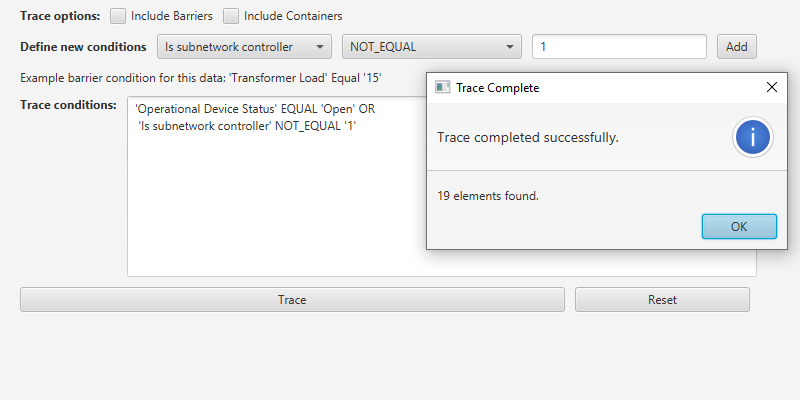 Trace options: Include Barriers Include Containers
Define new conditions Is subnetwork controller NOT_EQUAL 1 Add
Example barrier condition for this data: 'Transformer Load' Equal '15'
Trace conditions: 'Operational Device Status' EQUAL 'Open' OR
'Is subnetwork controller' NOT_EQUAL '1'
Trace Complete
Trace completed successfully.
i
19 elements found.
OK
Trace Reset